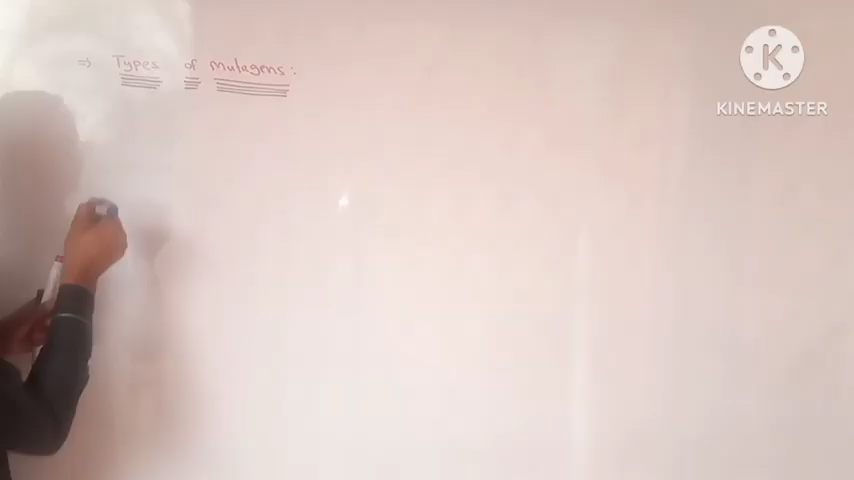 ⇒ Types of Mutagens:
K
KINEMASTER